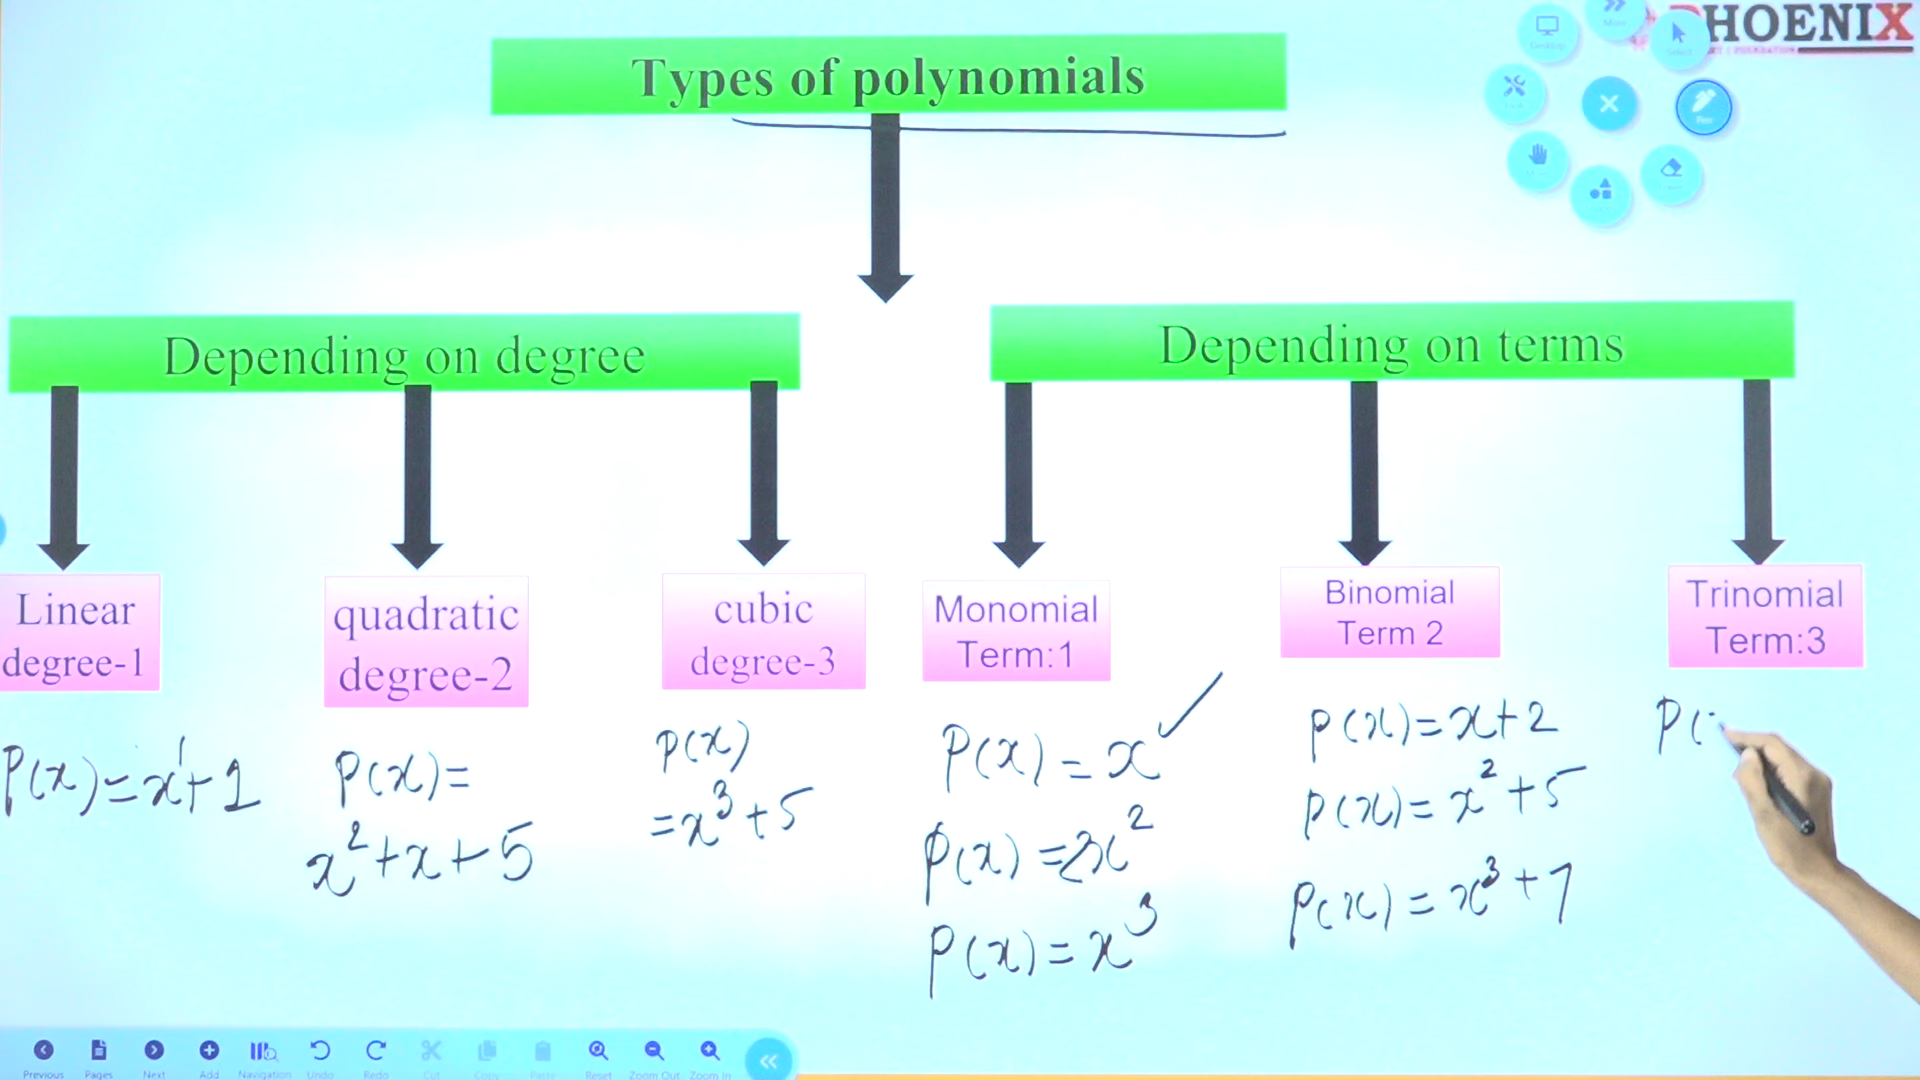 PHOENIX
Types of polynomials
Depending on degree
Depending on terms
Linear
degree-1
quadratic
degree-2
cubic
degree-3
Monomial
Term:1
Binomial
Term 2
Trinomial
Term:3
P(x)=x¹+1
P(x)=
x²+x+5
P(x)
=x³+5
P(x)=x
P(x)=2x²
P(x)=x³
P(x)=x+2
P(x)=x²+5
P(x)=x³+7
P(
Previous Pages Next Add Navigation Undo Redo Cut Copy Paste Reset Zoom Out Zoom In